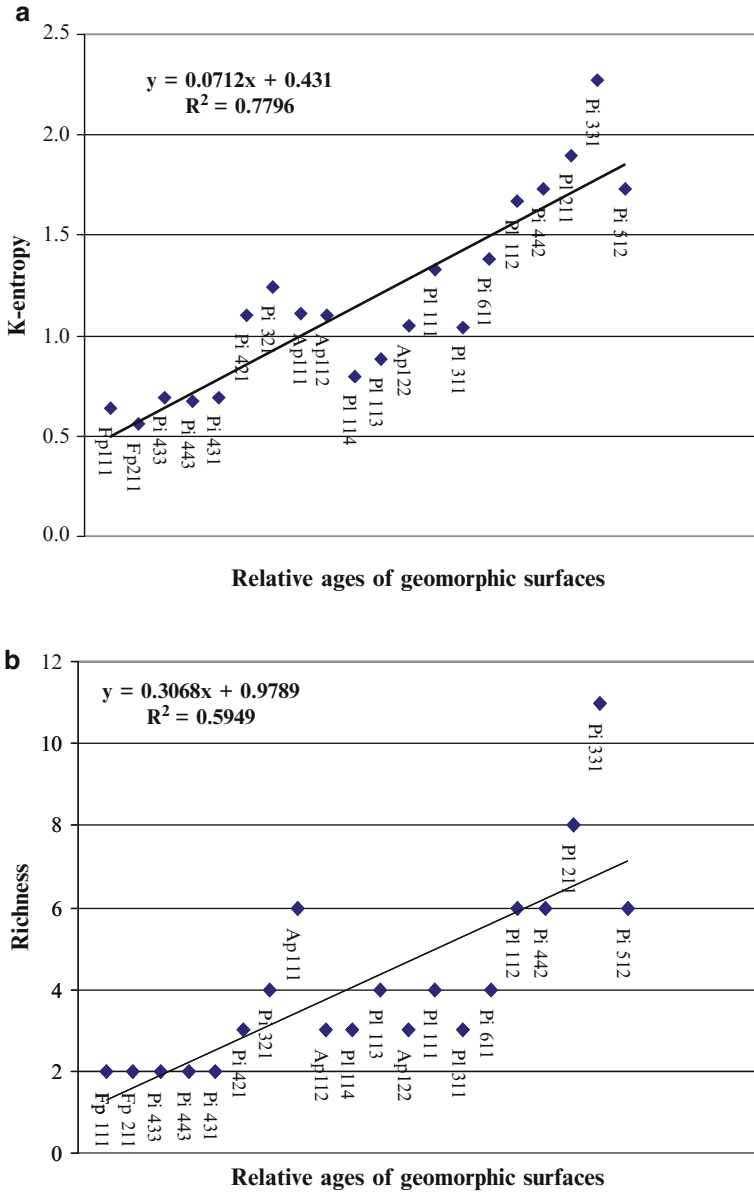 a
y = 0.0712x + 0.431
R² = 0.7796
K-entropy
2.5
2.0
1.5
1.0
0.5
0.0
Fp111
Fp211
Pi 433
Pi 443
Pi 431
Pi 421
Pi 321
Ap111
Ap112
Pl 114
Pl 113
Ap122
Pl 111
Pl 311
Pi 611
Pl 112
Pi 442
Pl 211
Pi 331
Pi 512
Relative ages of geomorphic surfaces
b
y = 0.3068x + 0.9789
R² = 0.5949
Richness
12
10
8
6
4
2
0
Fp 111
Fp 211
Pi 433
Pi 443
Pi 431
Pi 421
Pi 321
Ap111
Ap112
Pl 114
Pl 113
Ap122
Pl 111
Pl 311
Pi 611
Pl 112
Pi 442
Pl 211
Pi 331
Pi 512
Relative ages of geomorphic surfaces